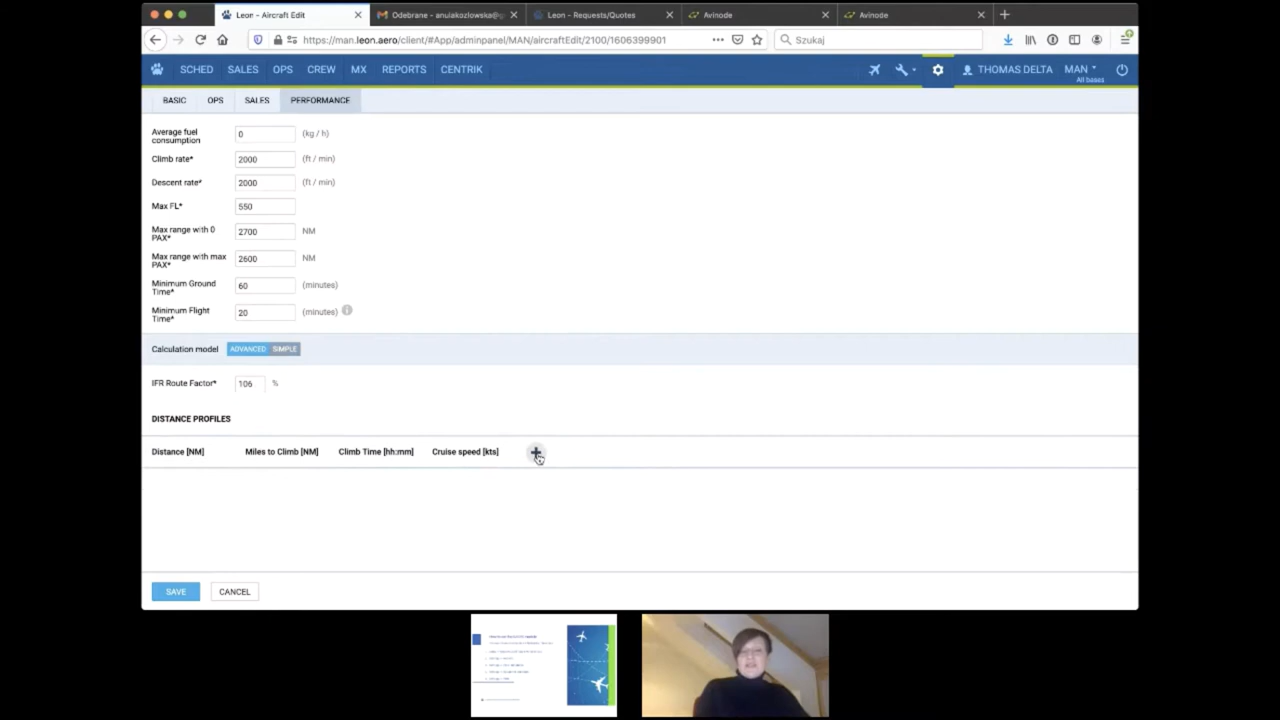 Leon - Aircraft Edit
Odebrane - anulakozlowska@g
Leon - Requests/Quotes
Avinode
Avinode
https://man.leon.aero/client/#App/adminpanel/MAN/aircraftEdit/2100/1606399901
Szukaj
SCHED SALES OPS CREW MX REPORTS CENTRIK
THOMAS DELTA
MAN
All bases
BASIC OPS SALES PERFORMANCE
Average fuel
consumption
0 (kg / h)
Climb rate* 2000 (ft / min)
Descent rate* 2000 (ft / min)
Max FL* 550
Max range with 0
PAX*
2700 NM
Max range with max
PAX*
2600 NM
Minimum Ground
Time*
60 (minutes)
Minimum Flight
Time*
20 (minutes)
Calculation model ADVANCED SIMPLE
IFR Route Factor* 106 %
DISTANCE PROFILES
Distance [NM] Miles to Climb [NM] Climb Time [hh:mm] Cruise speed [kts]
SAVE CANCEL